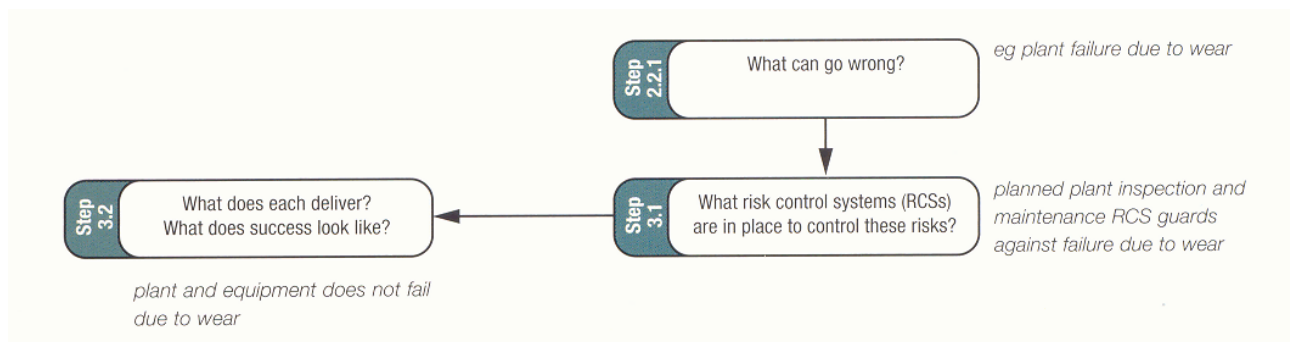 Step
2.2.1
What can go wrong?
eg plant failure due to wear
Step
3.1
What risk control systems (RCSs)
are in place to control these risks?
planned plant inspection and
maintenance RCS guards
against failure due to wear
Step
3.2
What does each deliver?
What does success look like?
plant and equipment does not fail
due to wear